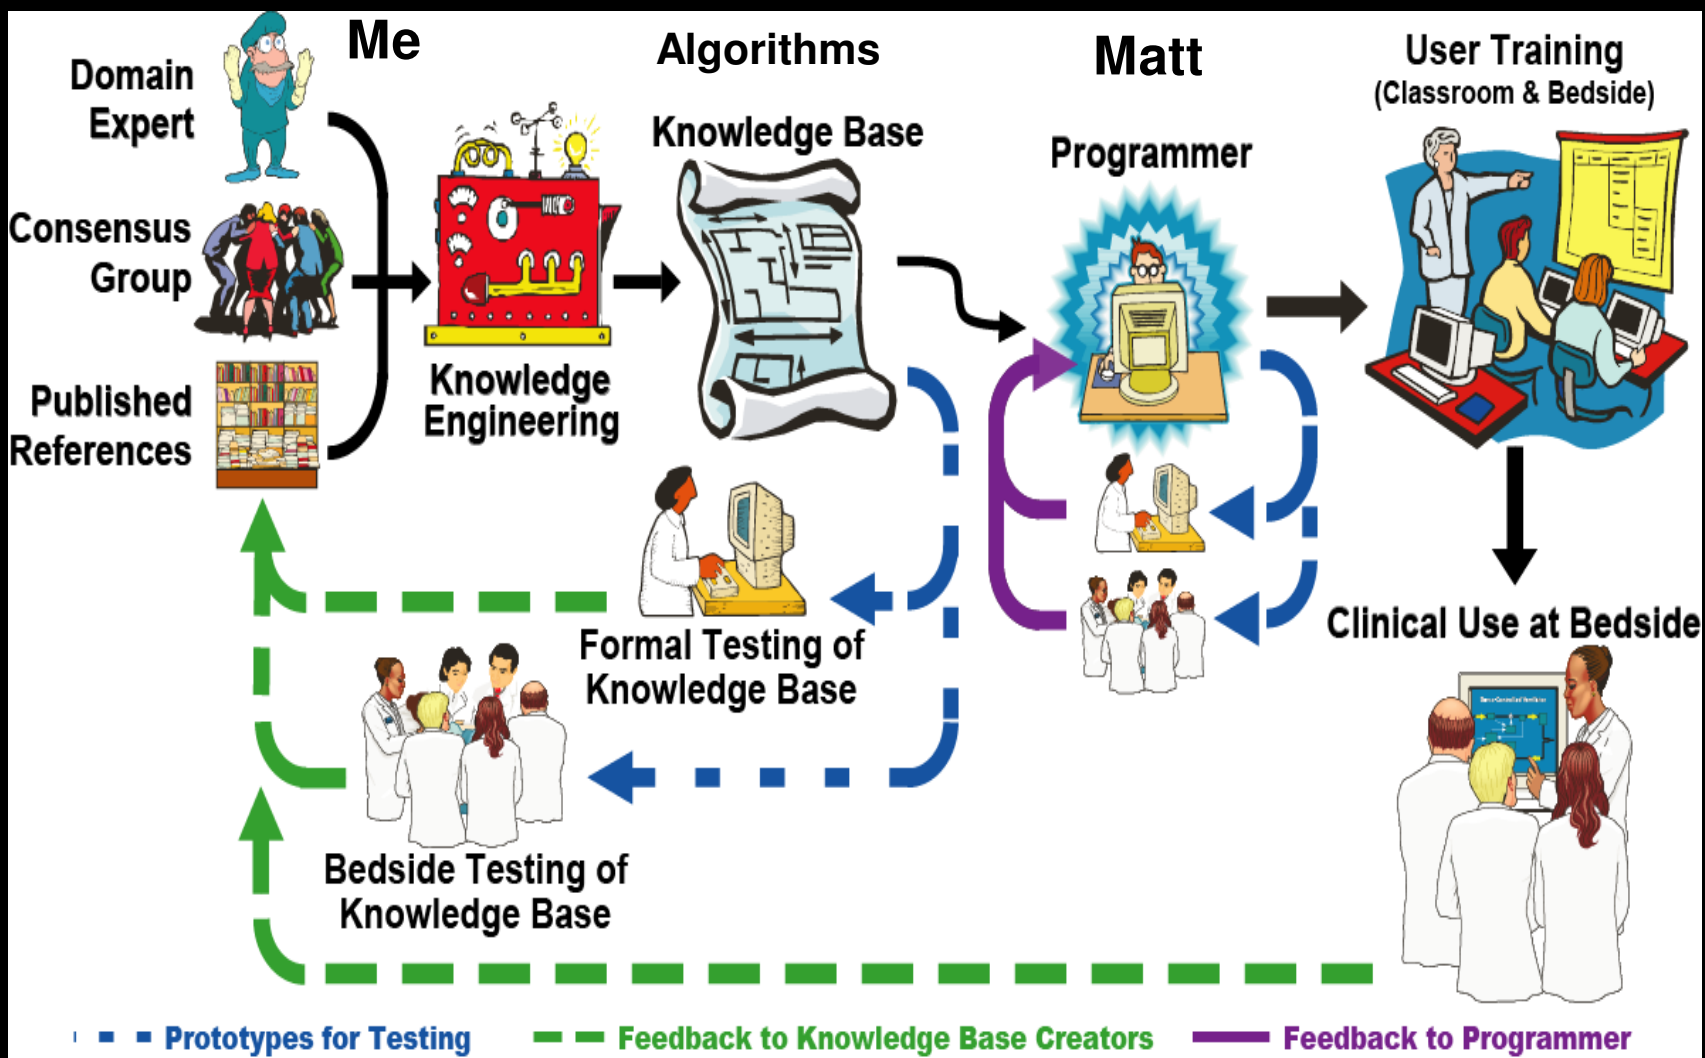 Me
Algorithms
Matt
User Training
(Classroom & Bedside)
Domain
Expert
Knowledge Base
Programmer
Consensus
Group
Published
References
Knowledge
Engineering
Formal Testing of
Knowledge Base
Clinical Use at Bedside
Bedside Testing of
Knowledge Base
Prototypes for Testing
Feedback to Knowledge Base Creators
Feedback to Programmer